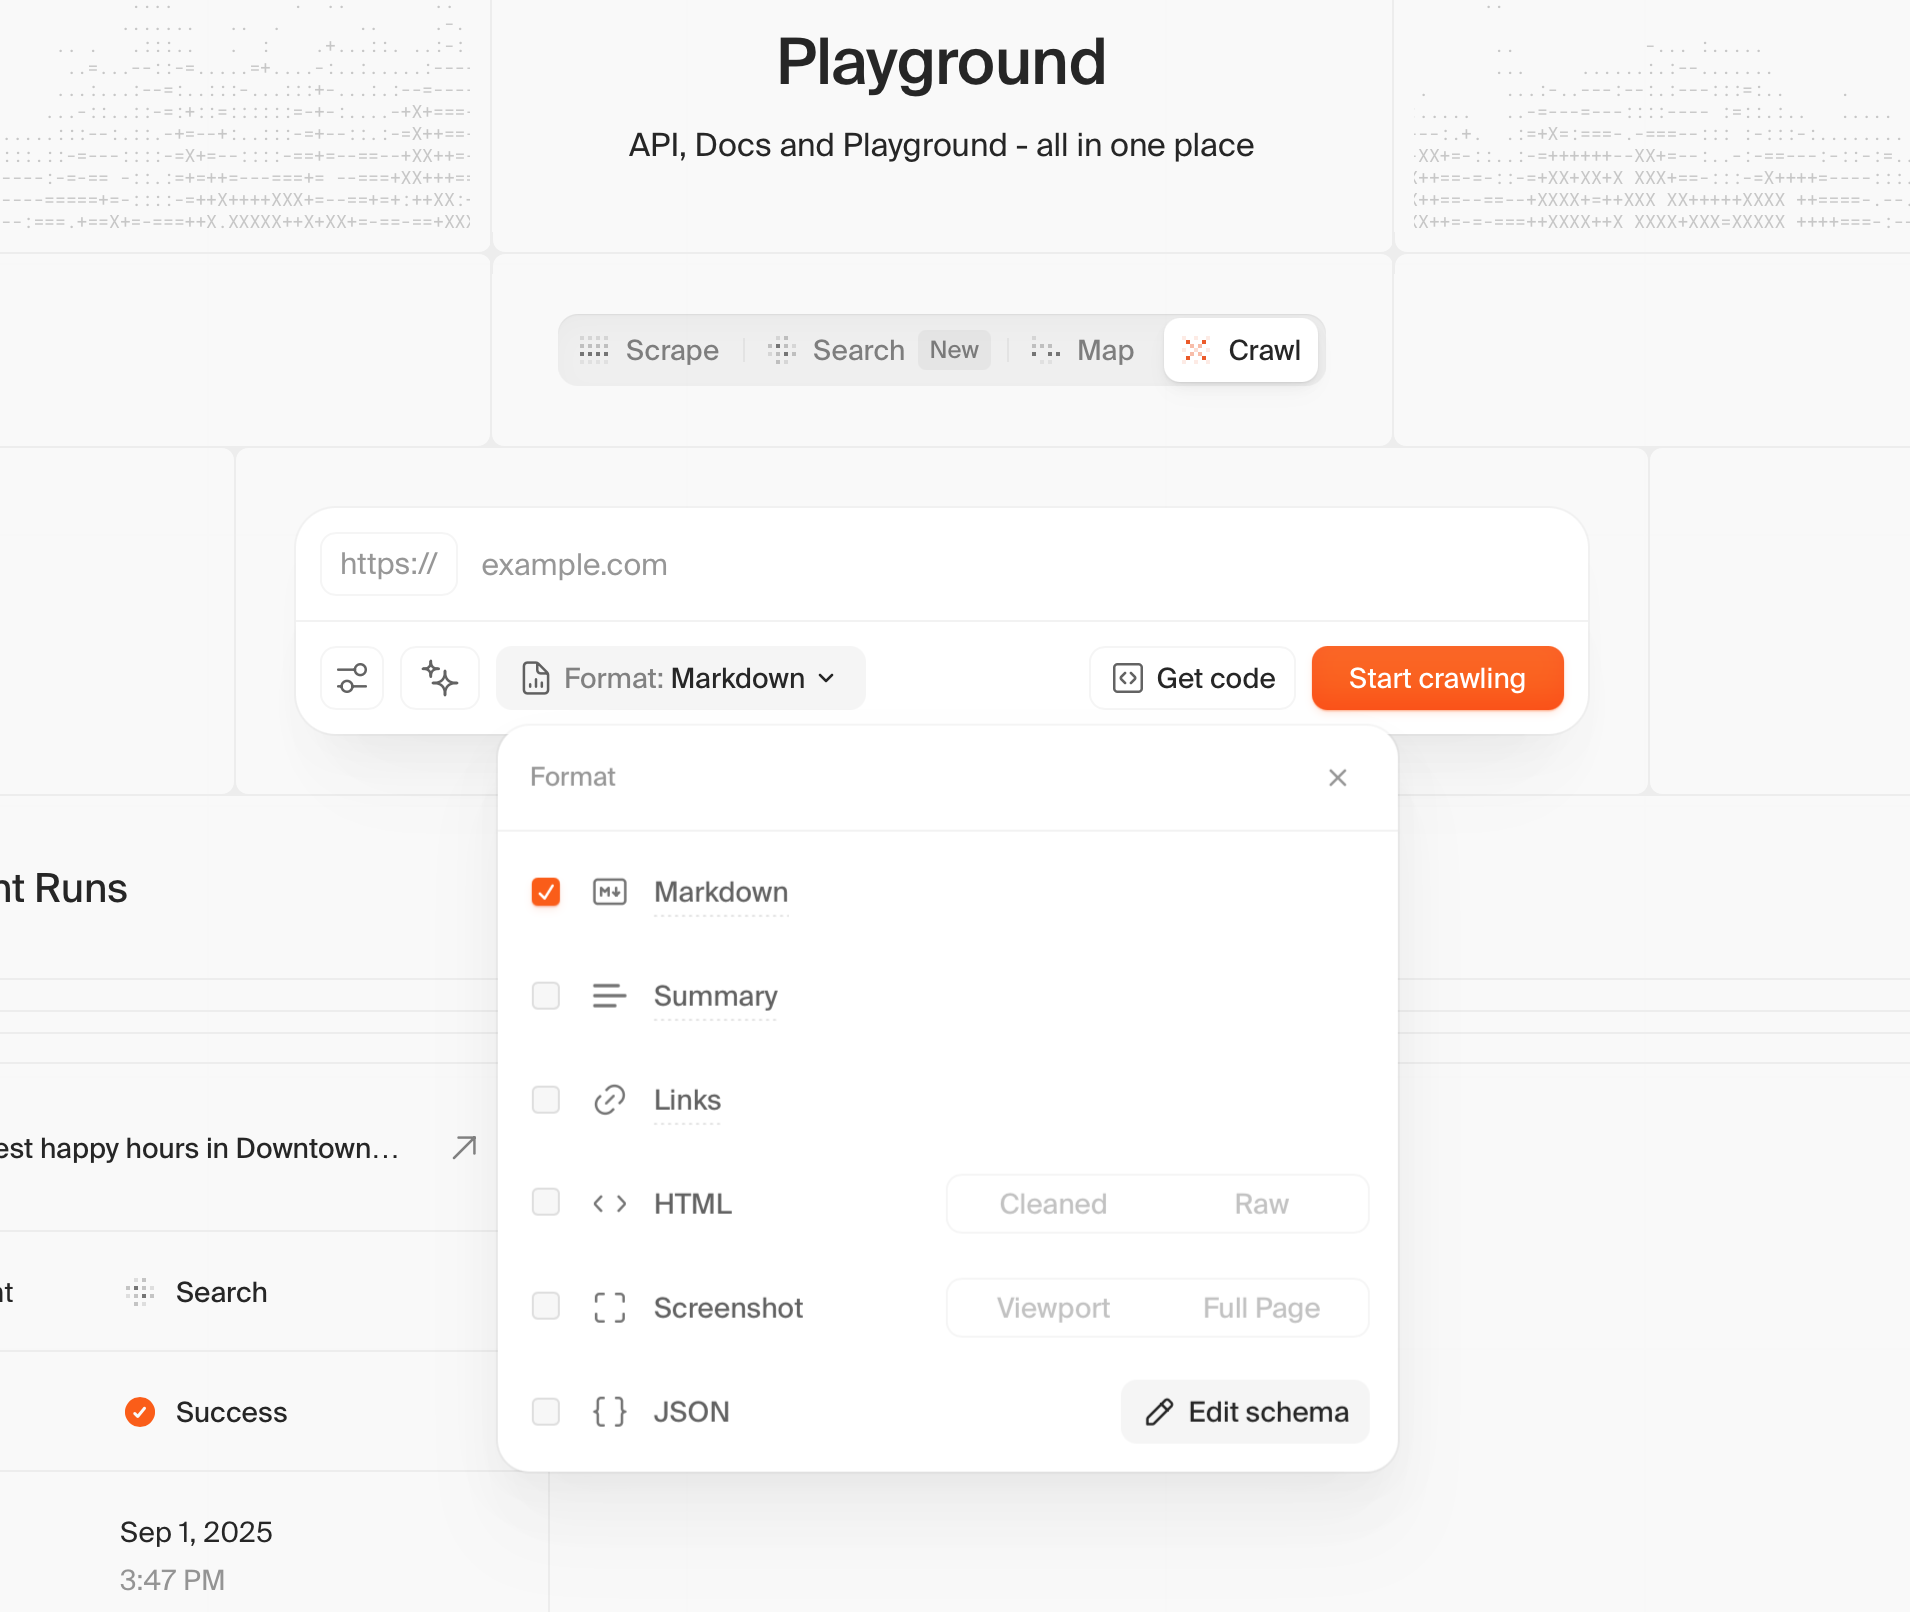 Playground
API, Docs and Playground - all in one place
Scrape
Search New
Map
Crawl
https:// example.com
Format: Markdown
Get code
Start crawling
Format
Markdown
Summary
Links
HTML
Cleaned Raw
Screenshot
Viewport Full Page
JSON
Edit schema
nt Runs
est happy hours in Downtown...
Search
Success
Sep 1, 2025
3:47 PM